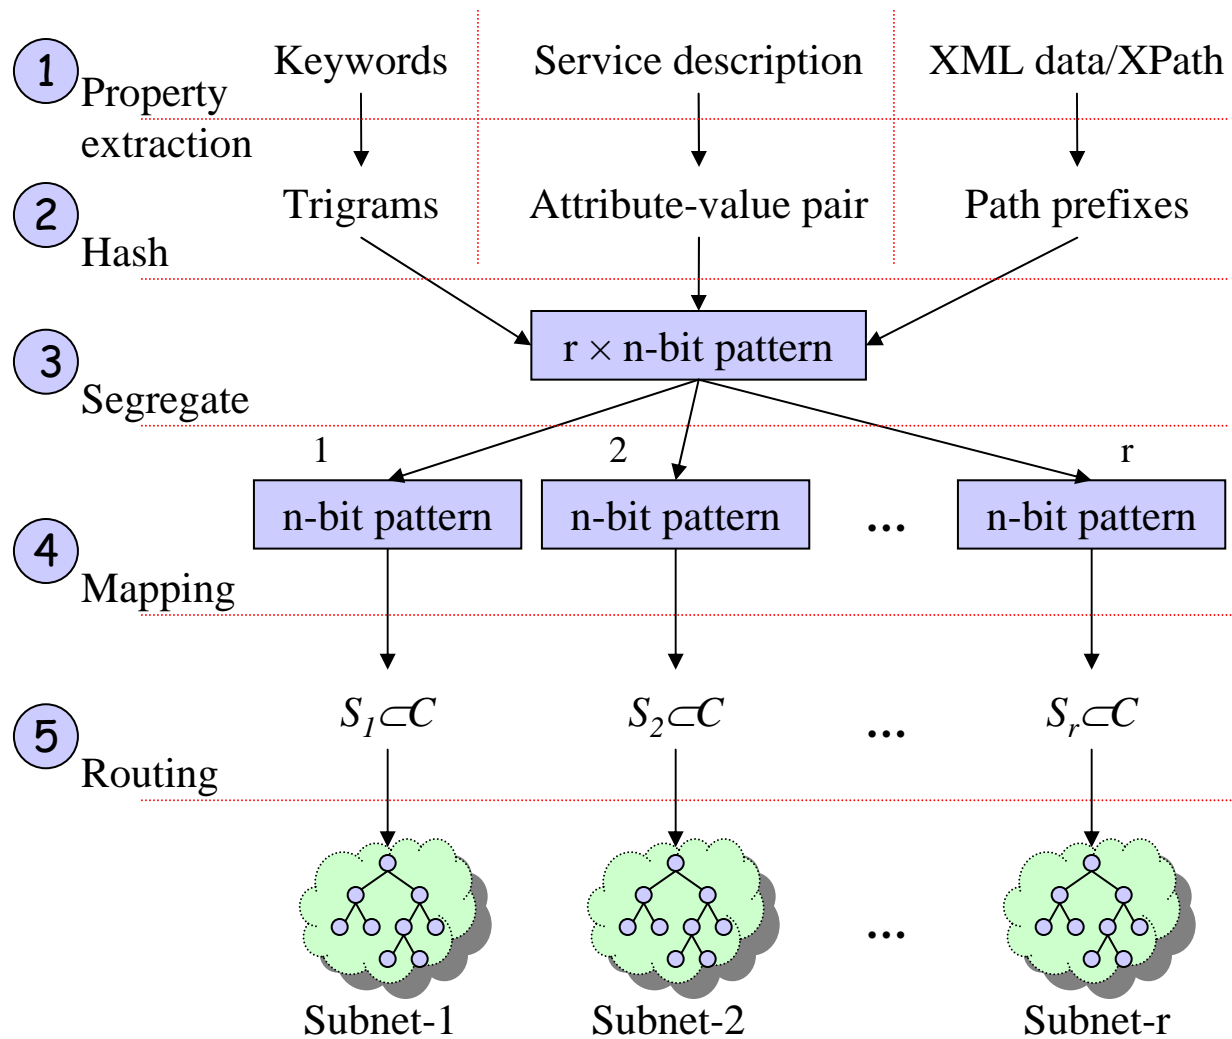 1
Keywords
Service description
XML data/XPath
Property
extraction
2
Trigrams
Attribute-value pair
Path prefixes
Hash
3
r × n-bit pattern
Segregate
1
2
r
4
n-bit pattern
n-bit pattern
...
n-bit pattern
Mapping
5
S₁⊂C
S₂⊂C
...
Sᵣ⊂C
Routing
...
Subnet-1
Subnet-2
Subnet-r